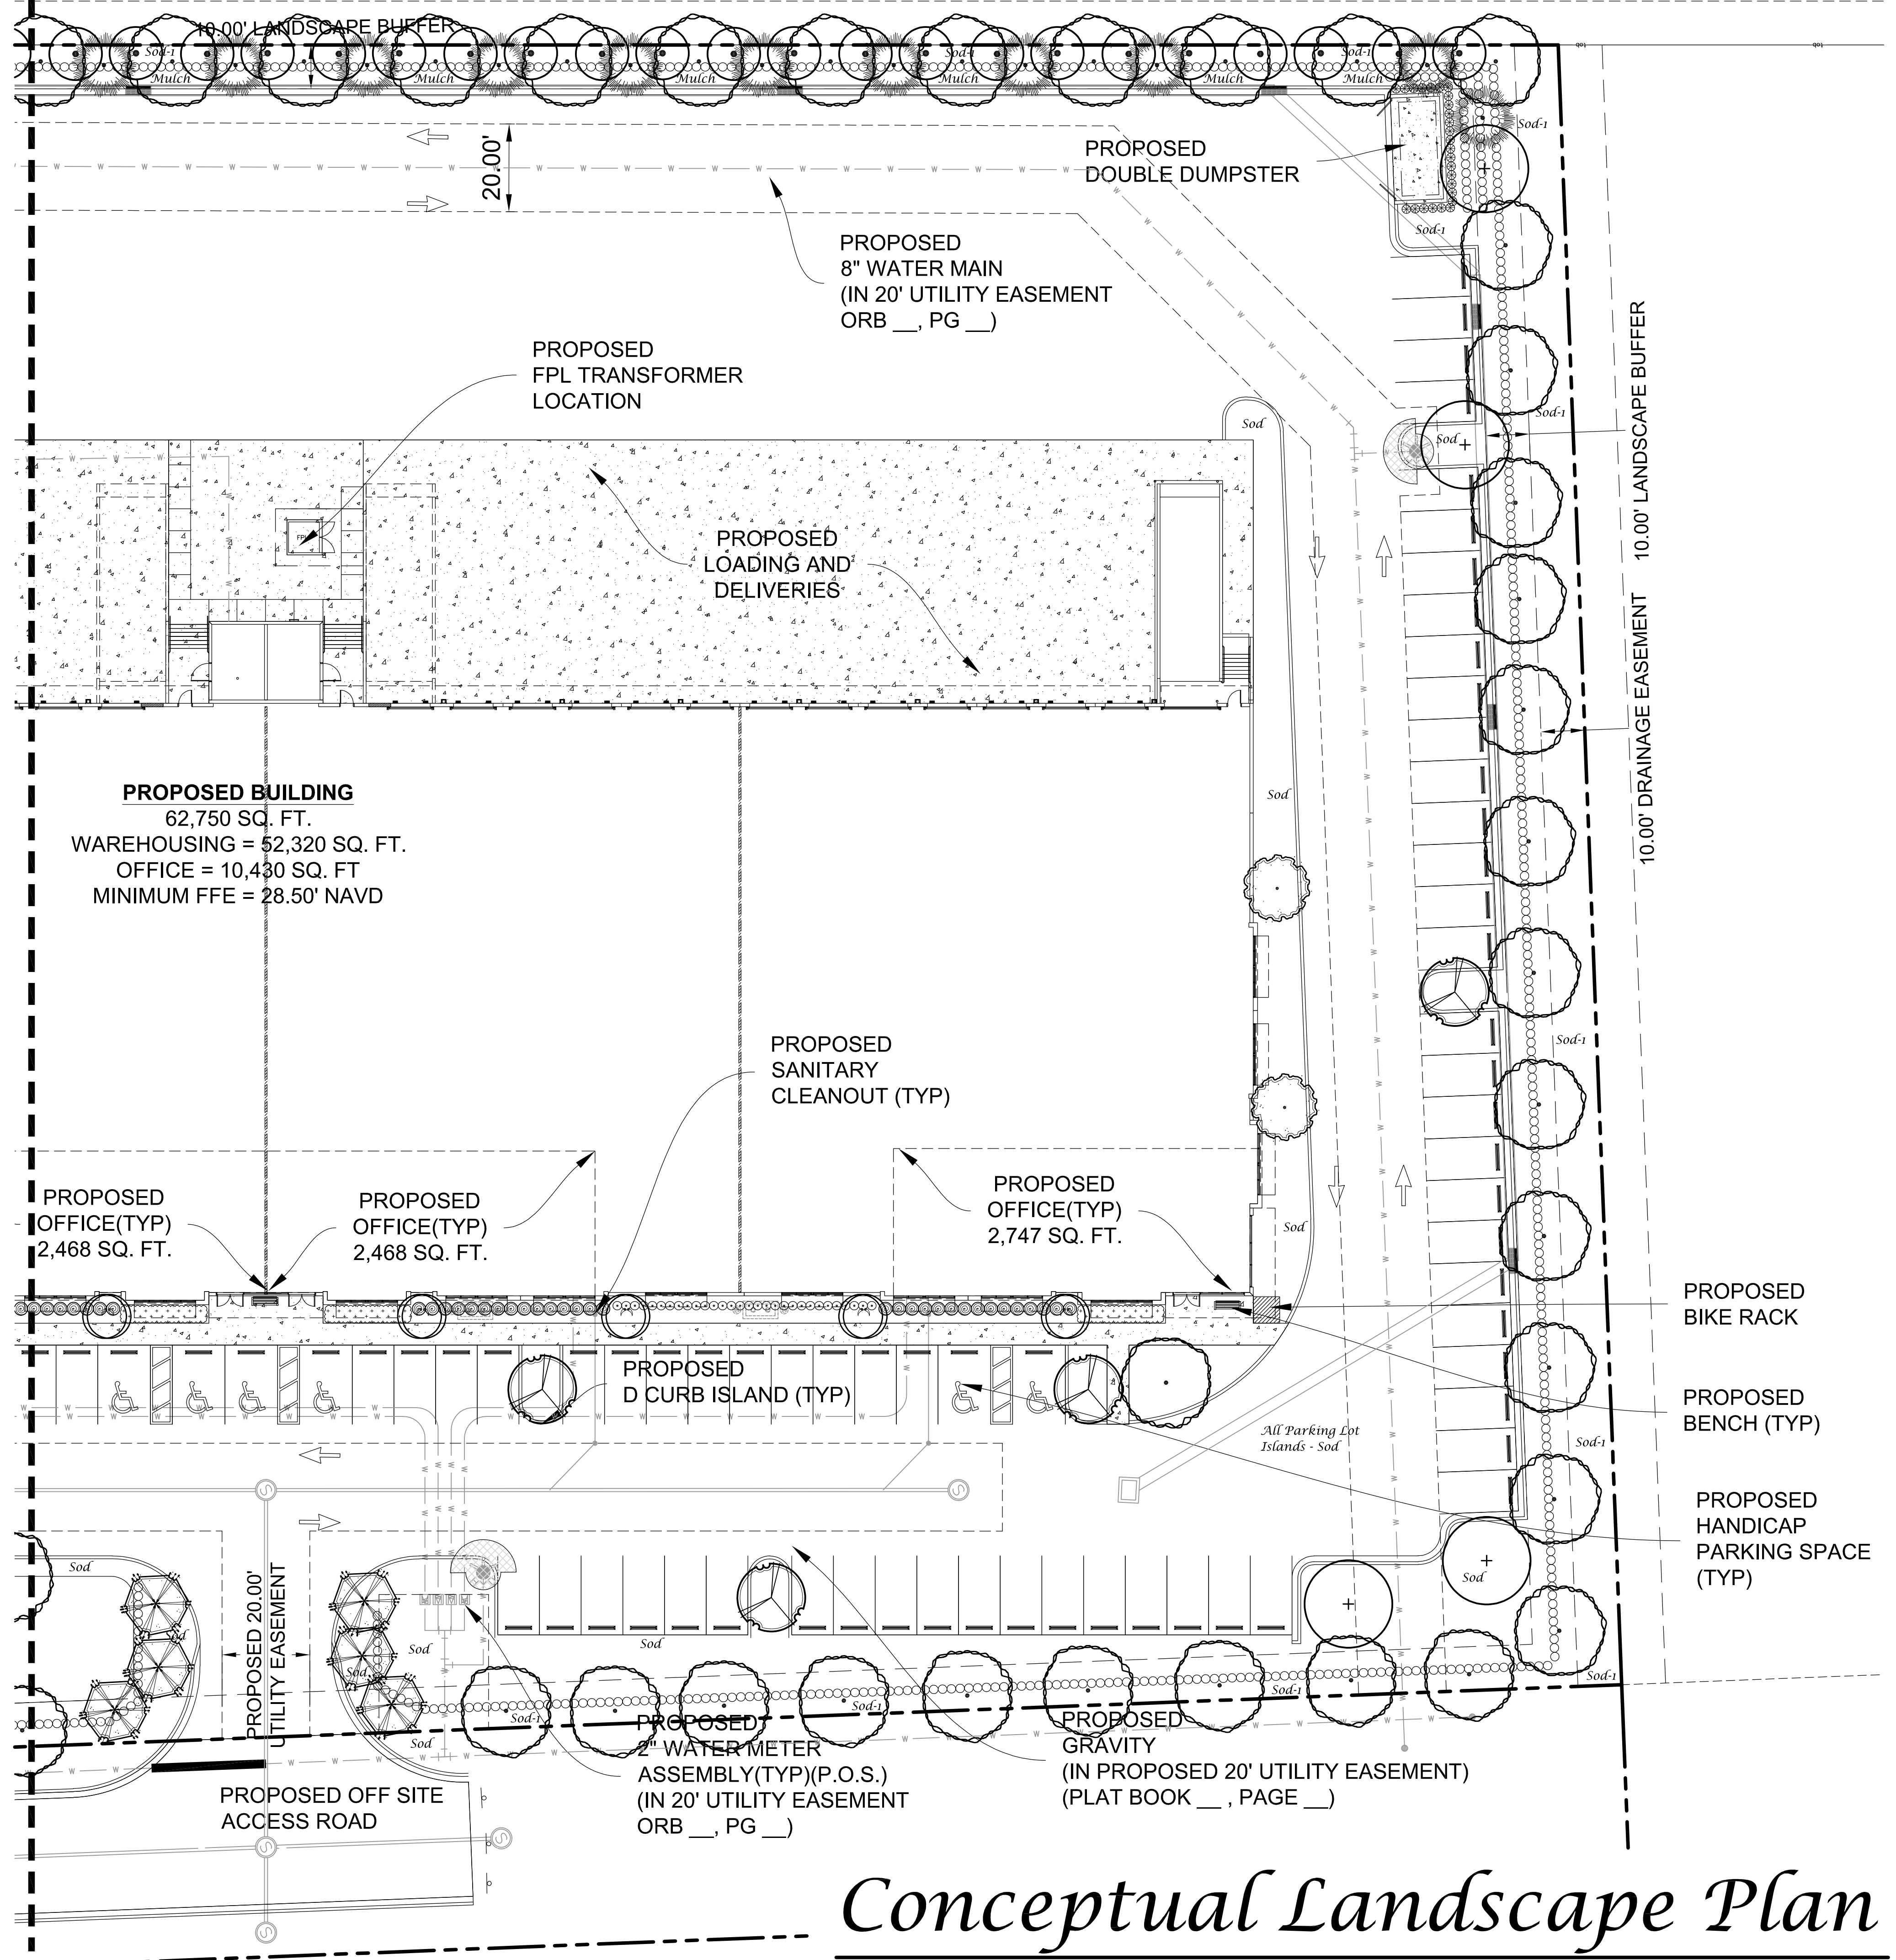 10.00' LANDSCAPE BUFFER
Sod-1
Sod-1
Sod-1
Mulch
Mulch
Mulch
Mulch
Mulch
Mulch
Sod-1
20.00'
PROPOSED
DOUBLE DUMPSTER
Sod-1
PROPOSED
8" WATER MAIN
(IN 20' UTILITY EASEMENT
ORB __, PG __)
PROPOSED
FPL TRANSFORMER
LOCATION
10.00' LANDSCAPE BUFFER
Sod
Sod-1
Sod
FPL
PROPOSED
LOADING AND
DELIVERIES
10.00' DRAINAGE EASEMENT
PROPOSED BUILDING
62,750 SQ. FT.
WAREHOUSING = 52,320 SQ. FT.
OFFICE = 10,430 SQ. FT
MINIMUM FFE = 28.50' NAVD
Sod
PROPOSED
SANITARY
CLEANOUT (TYP)
Sod-1
PROPOSED
OFFICE(TYP)
2,468 SQ. FT.
PROPOSED
OFFICE(TYP)
2,468 SQ. FT.
PROPOSED
OFFICE(TYP)
2,747 SQ. FT.
Sod
PROPOSED
BIKE RACK
PROPOSED
D CURB ISLAND (TYP)
PROPOSED
BENCH (TYP)
All Parking Lot
Islands - Sod
Sod-1
S
S
PROPOSED
HANDICAP
PARKING SPACE
(TYP)
Sod
Sod
PROPOSED 20.00'
UTILITY EASEMENT
Sod
Sod
Sod
Sod
Sod-1
Sod-1
Sod-1
Sod-1
Sod
PROPOSED
2" WATER METER
ASSEMBLY(TYP)(P.O.S.)
(IN 20' UTILITY EASEMENT
ORB __, PG __)
PROPOSED
GRAVITY
(IN PROPOSED 20' UTILITY EASEMENT)
(PLAT BOOK __ , PAGE __)
PROPOSED OFF SITE
ACCESS ROAD
S
S
S
Conceptual Landscape Plan